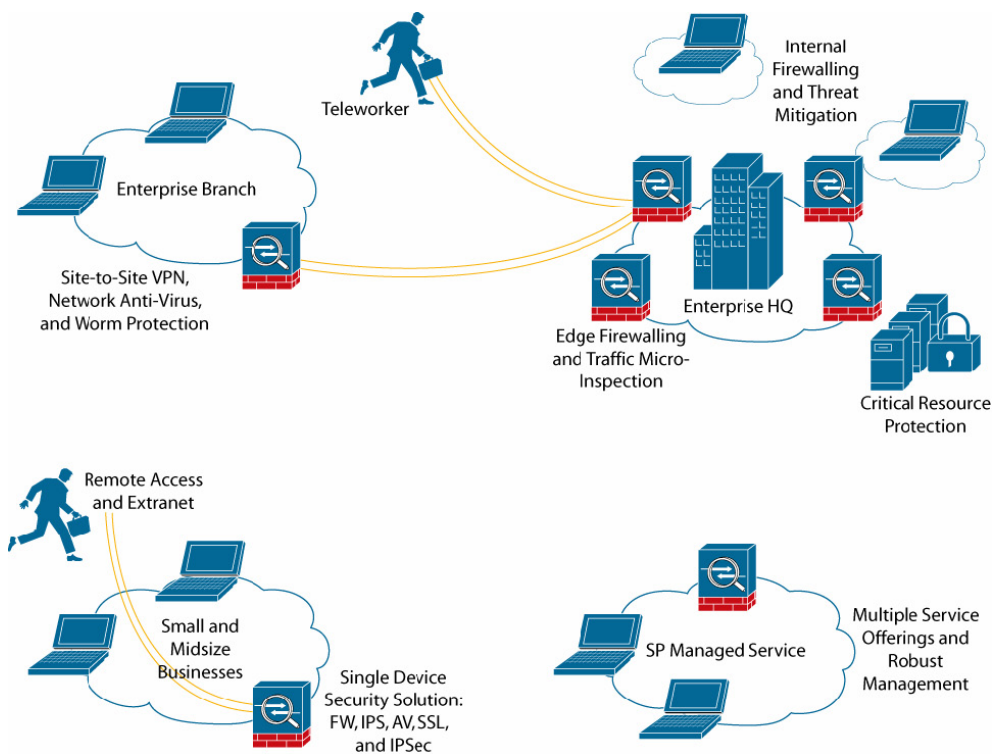 Teleworker
Internal
Firewalling
and Threat
Mitigation
Enterprise Branch
Site-to-Site VPN,
Network Anti-Virus,
and Worm Protection
Enterprise HQ
Edge Firewalling
and Traffic Micro-
Inspection
Critical Resource
Protection
Remote Access
and Extranet
Small and
Midsize
Businesses
Single Device
Security Solution:
FW, IPS, AV, SSL,
and IPSec
SP Managed Service
Multiple Service
Offerings and
Robust
Management